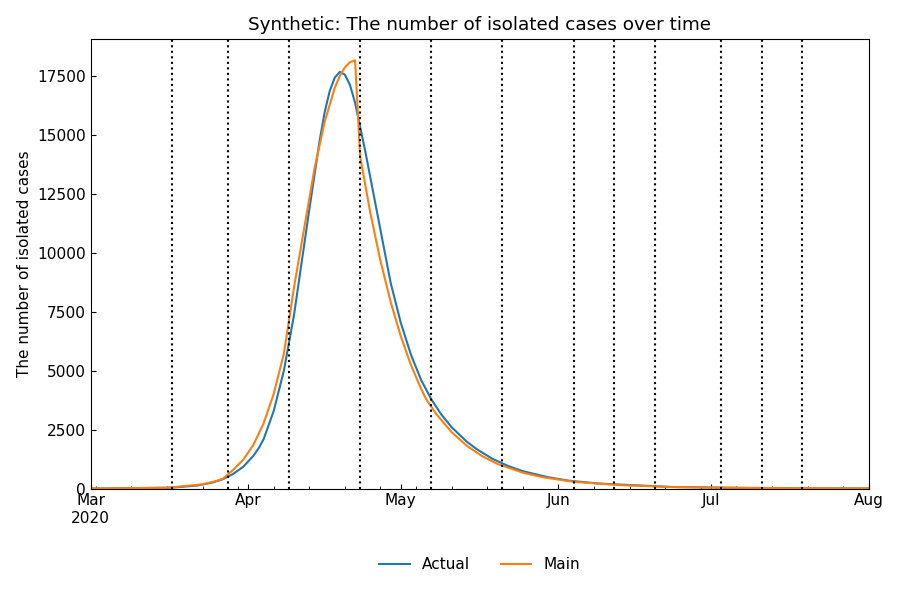 Synthetic: The number of isolated cases over time
The number of isolated cases
17500
15000
12500
10000
7500
5000
2500
0
Mar
2020
Apr
May
Jun
Jul
Aug
Actual
Main